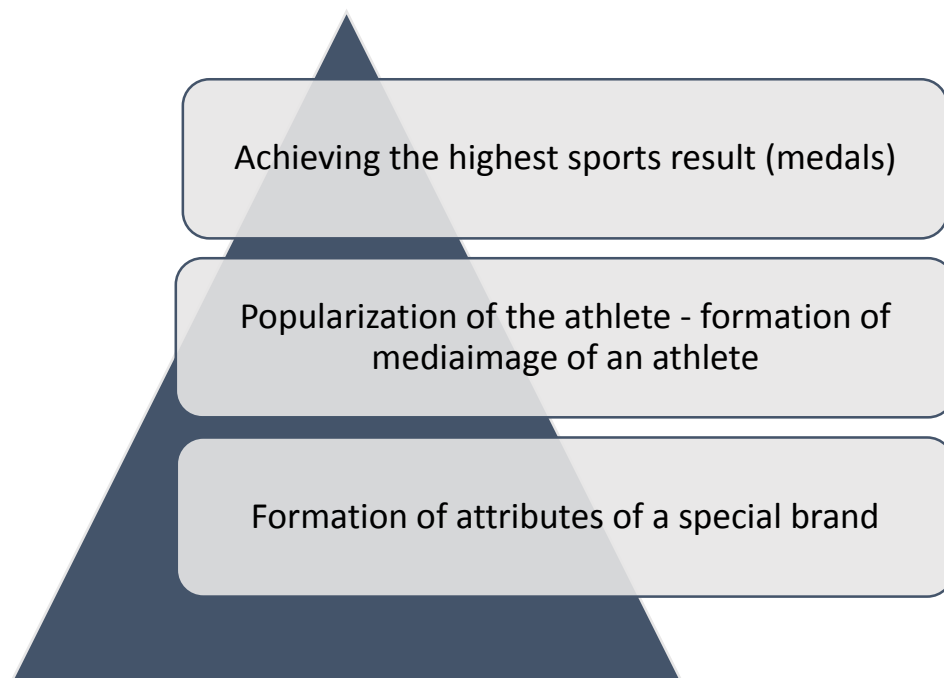 Achieving the highest sports result (medals)
Popularization of the athlete - formation of
mediaimage of an athlete
Formation of attributes of a special brand